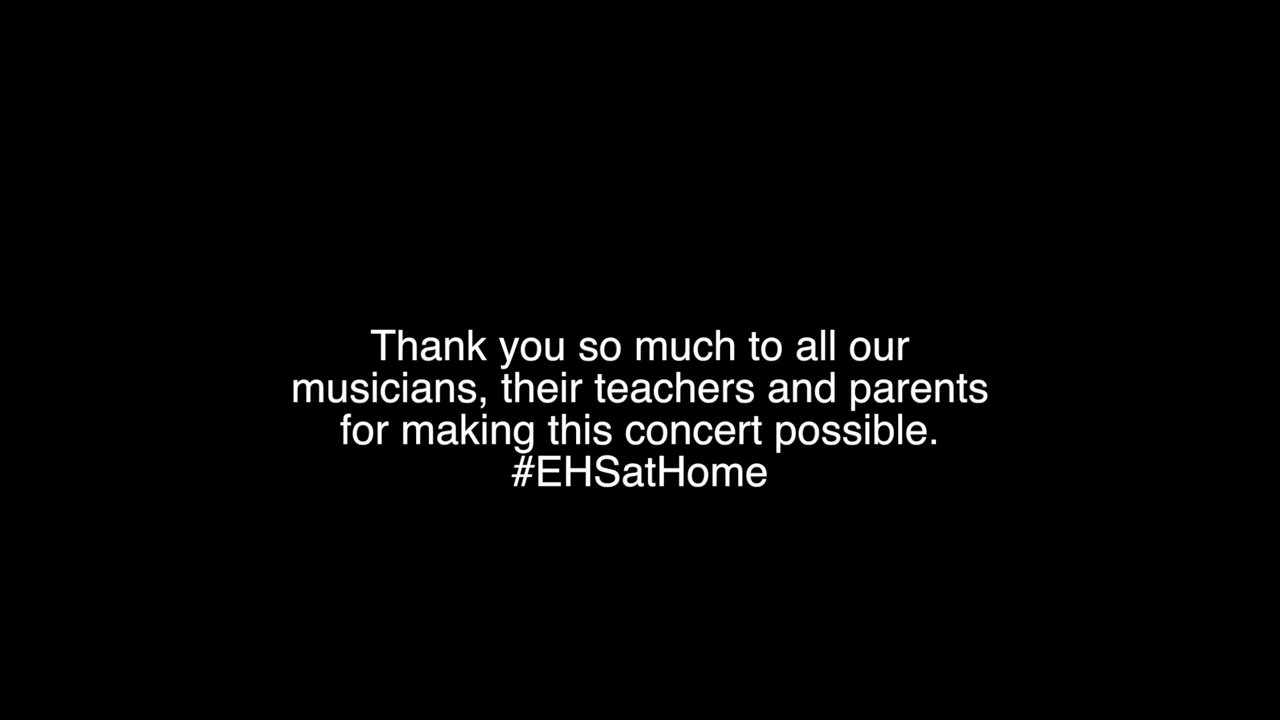 Thank you so much to all our
musicians, their teachers and parents
for making this concert possible.
#EHSatHome